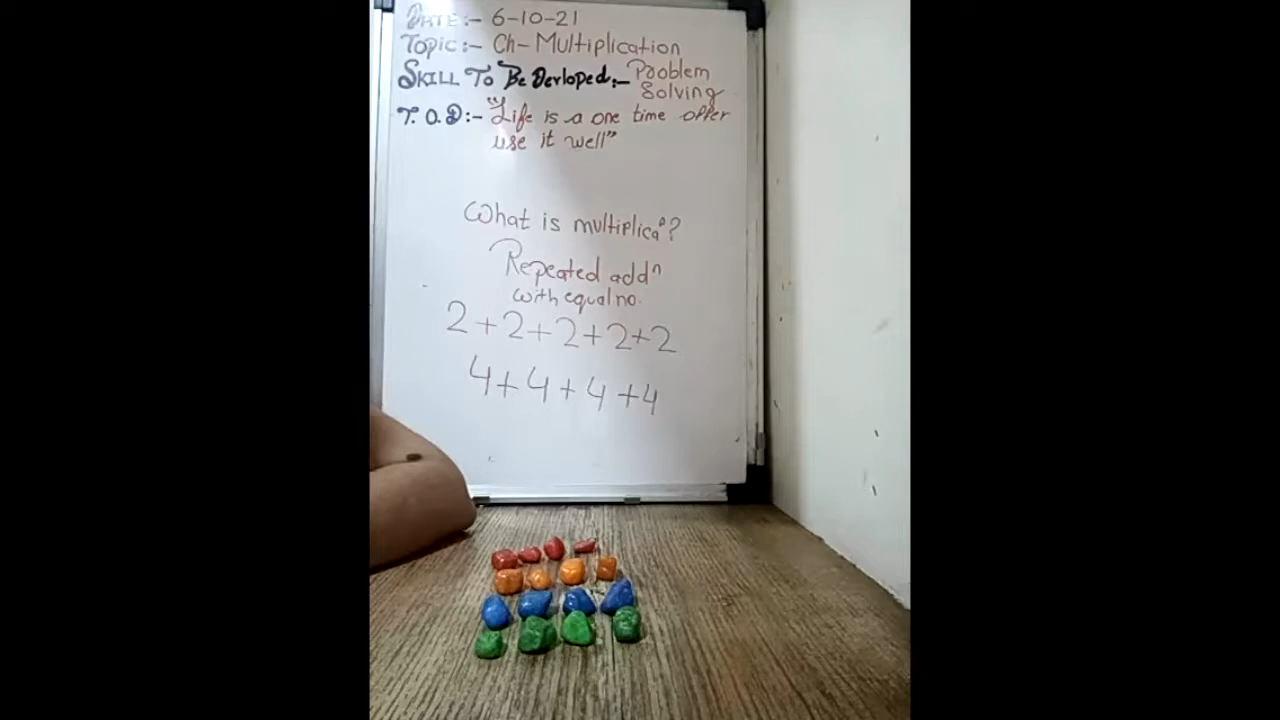 DATE:- 6-10-21
Topic:- Ch- Multiplication
SKILL To Be Devloped:- Problem
Solving
T.O.D:- "Life is a one time offer
use it well"
What is multiplicaⁿ?
Repeated addⁿ
with equal no.
2+2+2+2+2
4+4+4+4